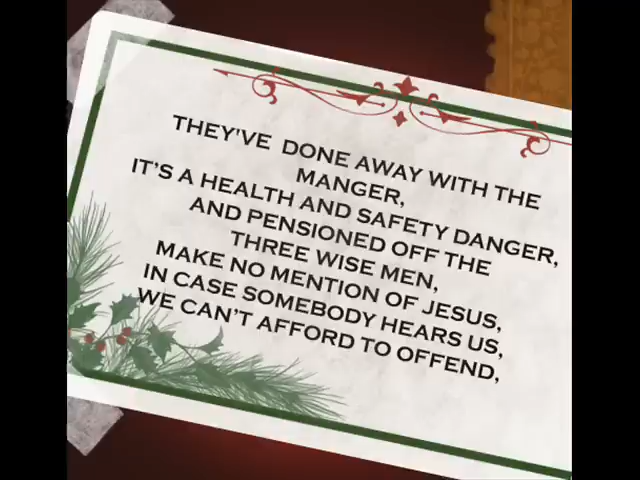 THEY'VE DONE AWAY WITH THE
MANGER,
IT'S A HEALTH AND SAFETY DANGER,
AND PENSIONED OFF THE
THREE WISE MEN,
MAKE NO MENTION OF JESUS,
IN CASE SOMEBODY HEARS US,
WE CAN'T AFFORD TO OFFEND,